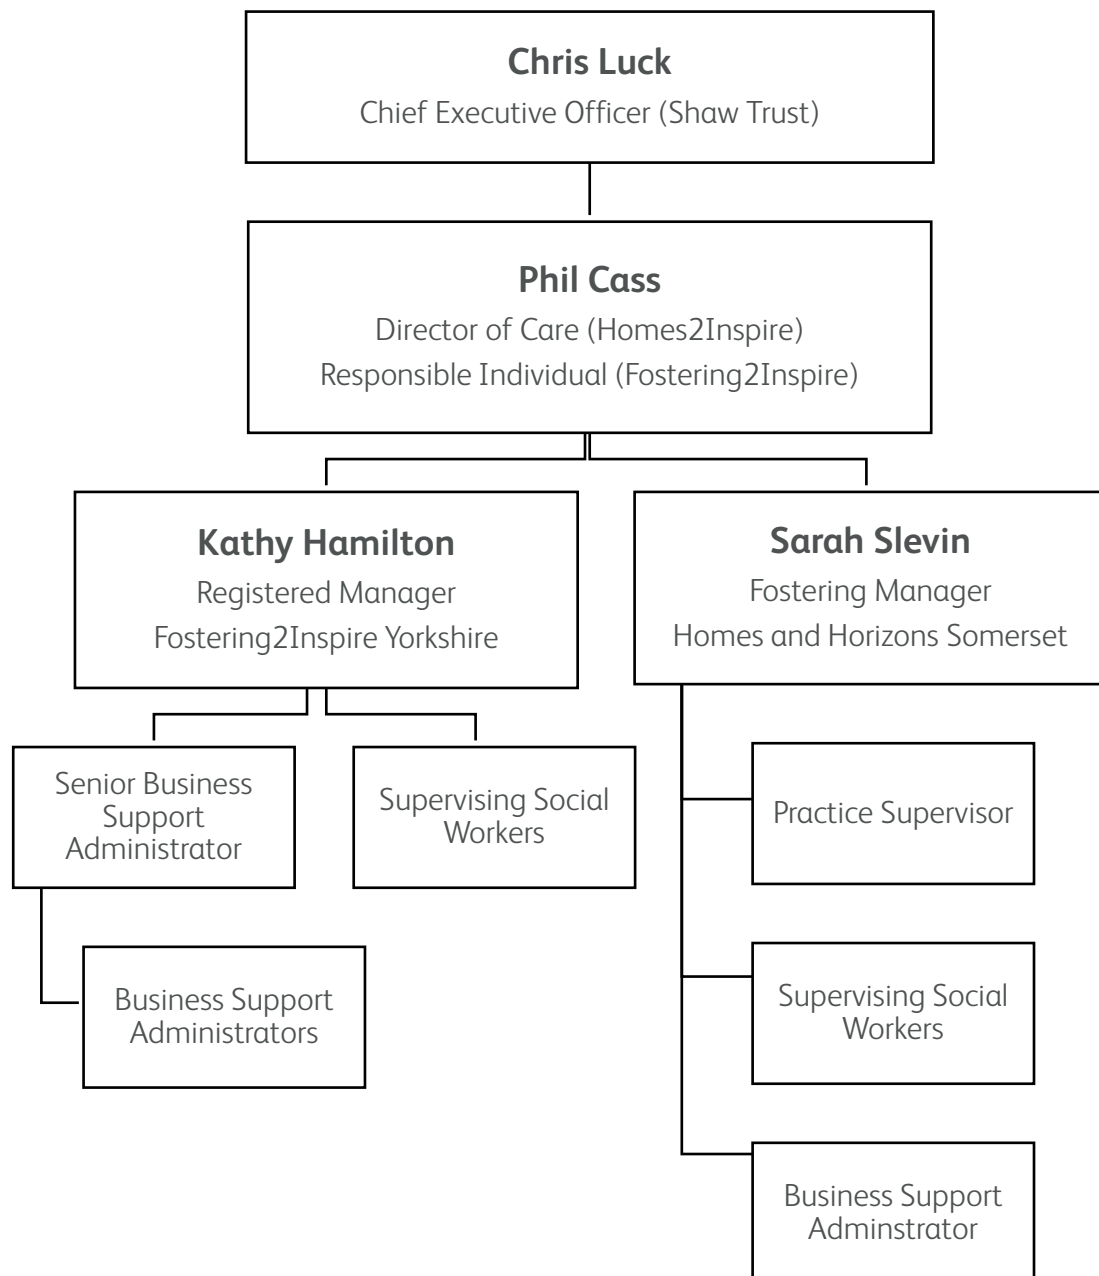 Chris Luck
Chief Executive Officer (Shaw Trust)
Phil Cass
Director of Care (Homes2Inspire)
Responsible Individual (Fostering2Inspire)
Kathy Hamilton
Registered Manager
Fostering2Inspire Yorkshire
Sarah Slevin
Fostering Manager
Homes and Horizons Somerset
Senior Business
Support
Administrator
Supervising Social
Workers
Business Support
Administrators
Practice Supervisor
Supervising Social
Workers
Business Support
Adminstrator